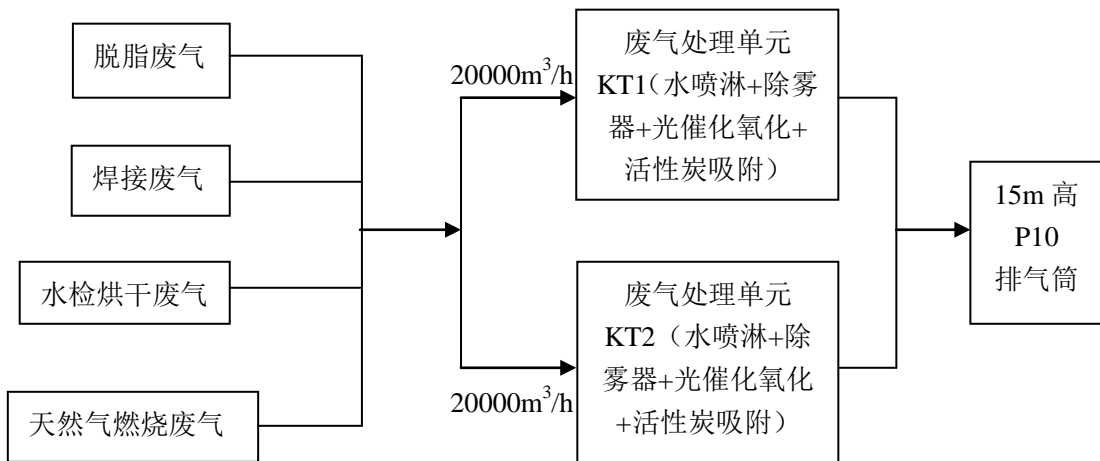 脱脂废气
焊接废气
水检烘干废气
天然气燃烧废气
20000m³/h
20000m³/h
废气处理单元
KT1（水喷淋+除雾
器+光催化氧化+
活性炭吸附）
废气处理单元
KT2（水喷淋+除
雾器+光催化氧化
+活性炭吸附）
15m 高
P10
排气筒